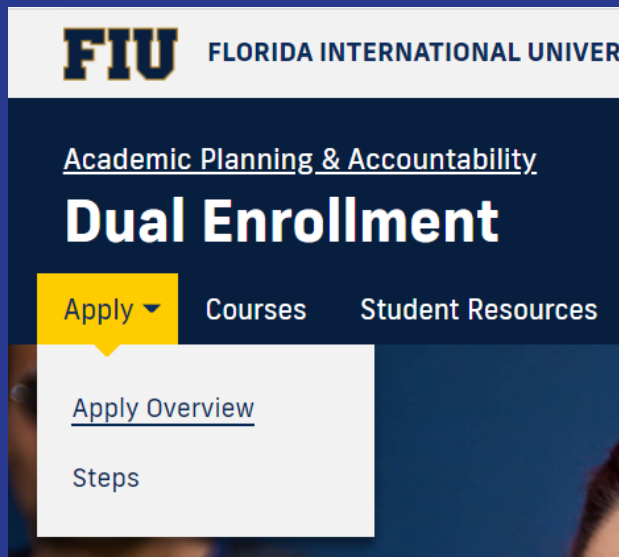 FIU FLORIDA INTERNATIONAL UNIVER
Academic Planning & Accountability
Dual Enrollment
Apply Courses Student Resources
Apply Overview
Steps